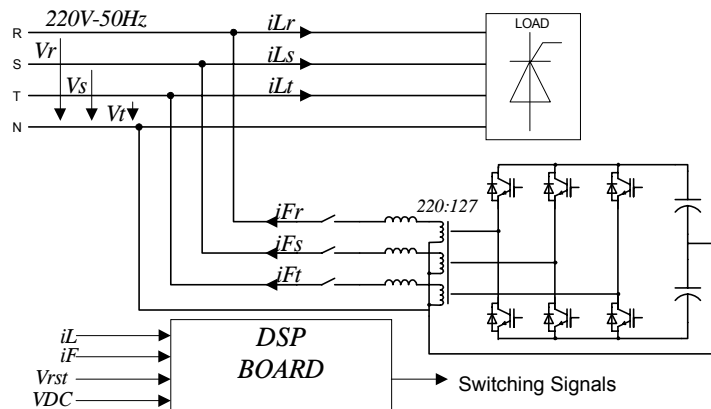 220V-50Hz
iLr
LOAD
R
Vr
S
iLs
Vs
T
iLt
Vt
N
220:127
iFr
iFs
iFt
DSP
BOARD
iL
iF
Vrst
VDC
Switching Signals